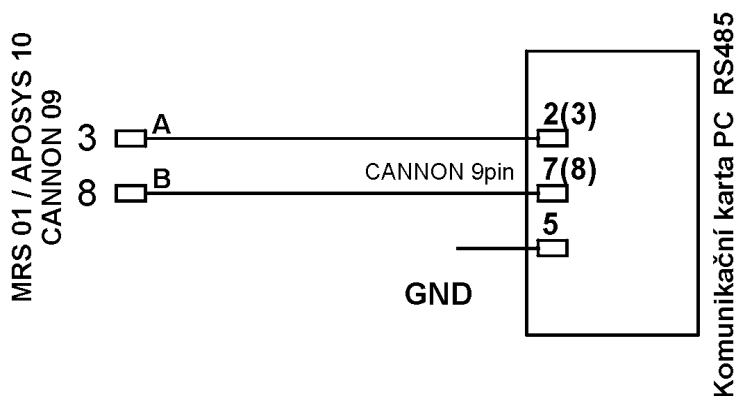 MRS 01 / APOSYS 10
CANNON 09
3
A
8
B
CANNON 9pin
2(3)
7(8)
5
GND
Komunikační karta PC RS485